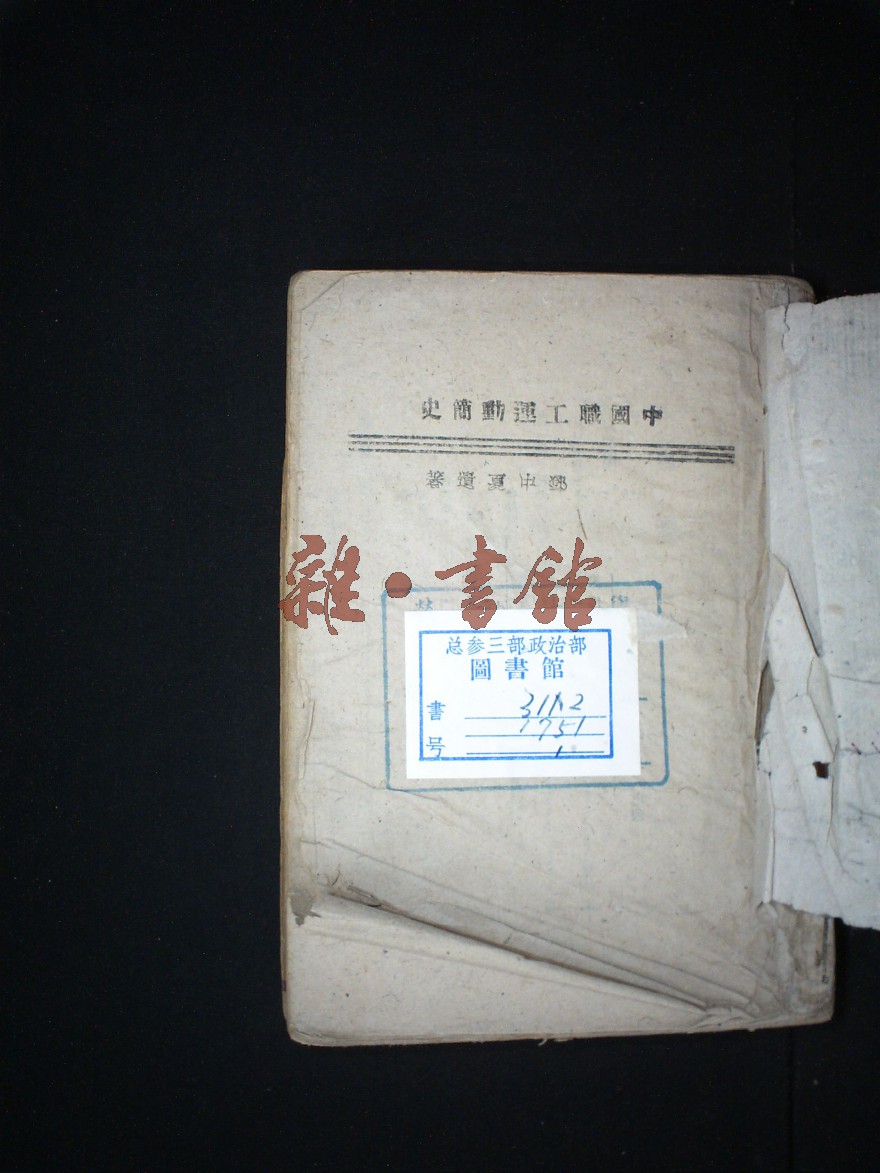 中國職工運動簡史
鄧中夏遺著
雜·書館
总参三部政治部
圖書館
書号
3112
1751
1